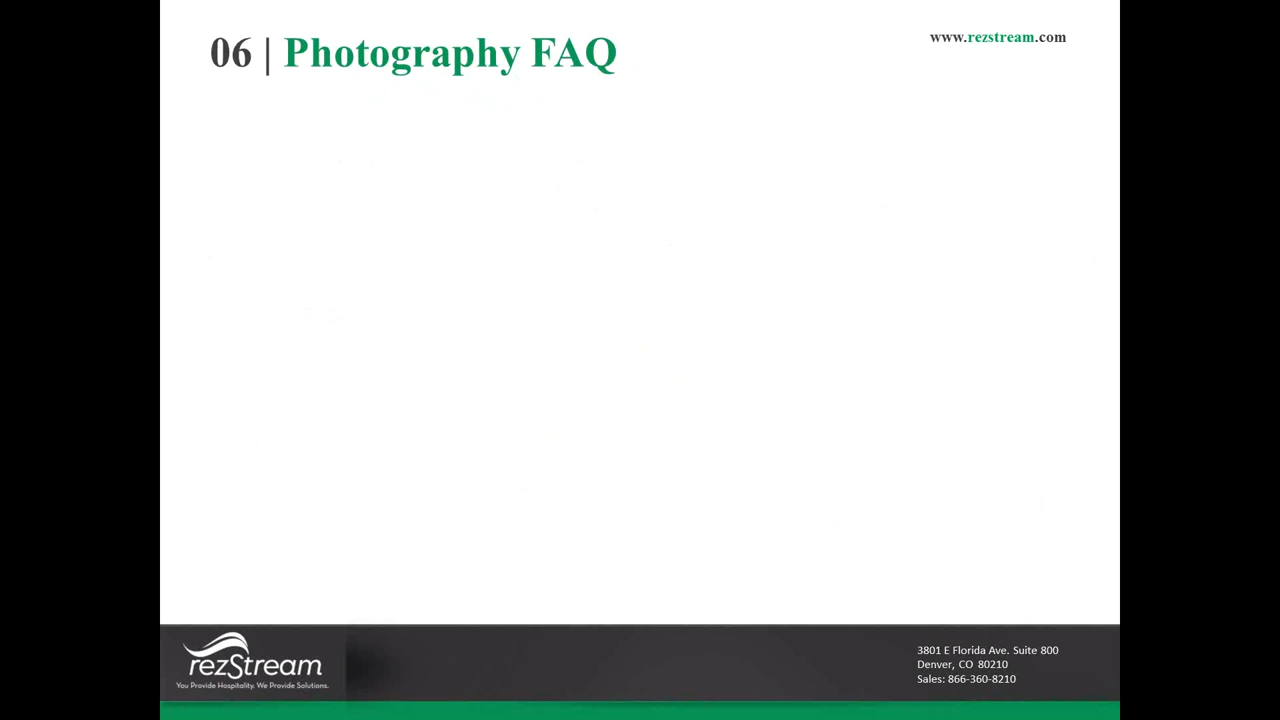 06 | Photography FAQ
www.rezstream.com
rezStream
You Provide Hospitality. We Provide Solutions.
3801 E Florida Ave. Suite 800
Denver, CO 80210
Sales: 866-360-8210